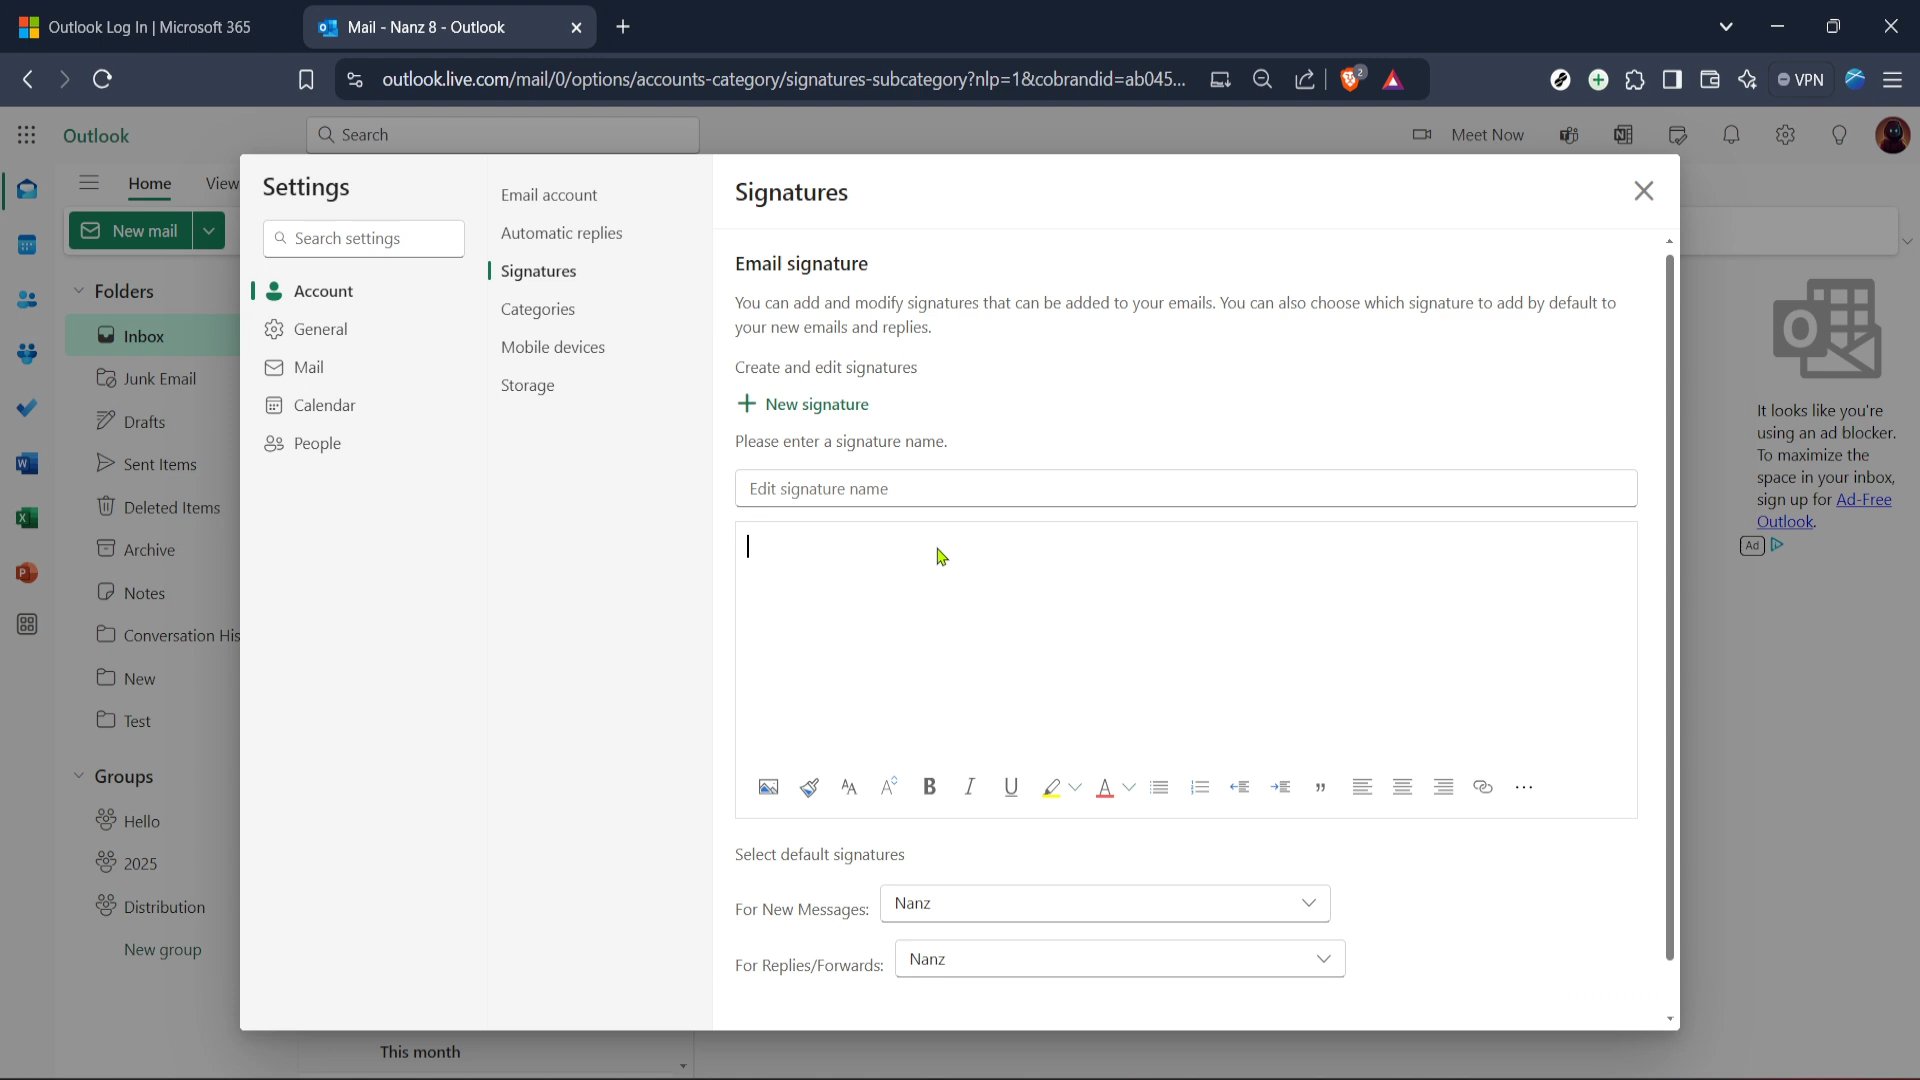 Outlook Log In | Microsoft 365
Mail - Nanz 8 - Outlook
outlook.live.com/mail/0/options/accounts-category/signatures-subcategory?nlp=1&cobrandid=ab045...
2
VPN
Outlook
Search
Meet Now
Home
View
New mail
Folders
Inbox
Junk Email
Drafts
Sent Items
Deleted Items
Archive
Notes
Conversation His
New
Test
Groups
Hello
2025
Distribution
New group
Settings
Search settings
Account
General
Mail
Calendar
People
Email account
Automatic replies
Signatures
Categories
Mobile devices
Storage
Signatures
Email signature
You can add and modify signatures that can be added to your emails. You can also choose which signature to add by default to
your new emails and replies.
Create and edit signatures
New signature
Please enter a signature name.
Edit signature name
Select default signatures
For New Messages: Nanz
For Replies/Forwards: Nanz
This month
It looks like you're
using an ad blocker.
To maximize the
space in your inbox,
sign up for Ad-Free
Outlook.
Ad